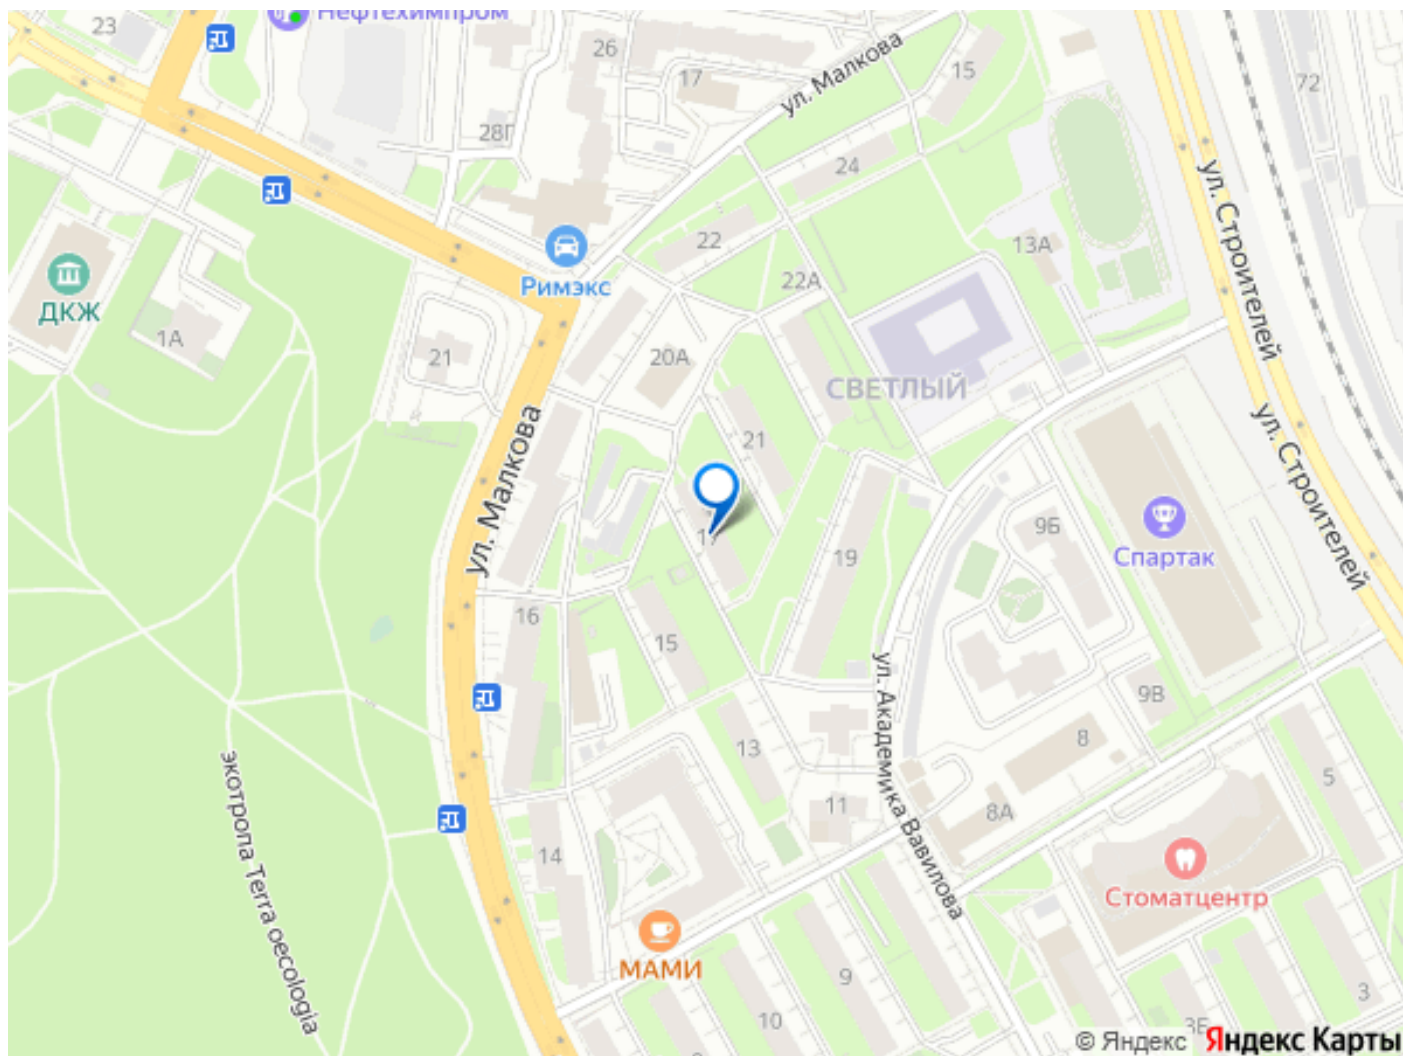 Нефтехимпром
23
26
17
15
ул. Малкова
72
28Г
24
ул. Строителей
22
13А
22А
Римэкс
ДКЖ
1А
21
20А
СВЕТЛЫЙ
ул. Малкова
21
ул. Строителей
17
9Б
19
Спартак
16
15
ул. Академика Вавилова
9В
13
8
5
экотропа Terra oecologia
11
8А
14
Стоматцентр
МАМИ
9
3
10
3Б
© Яндекс Яндекс Карты